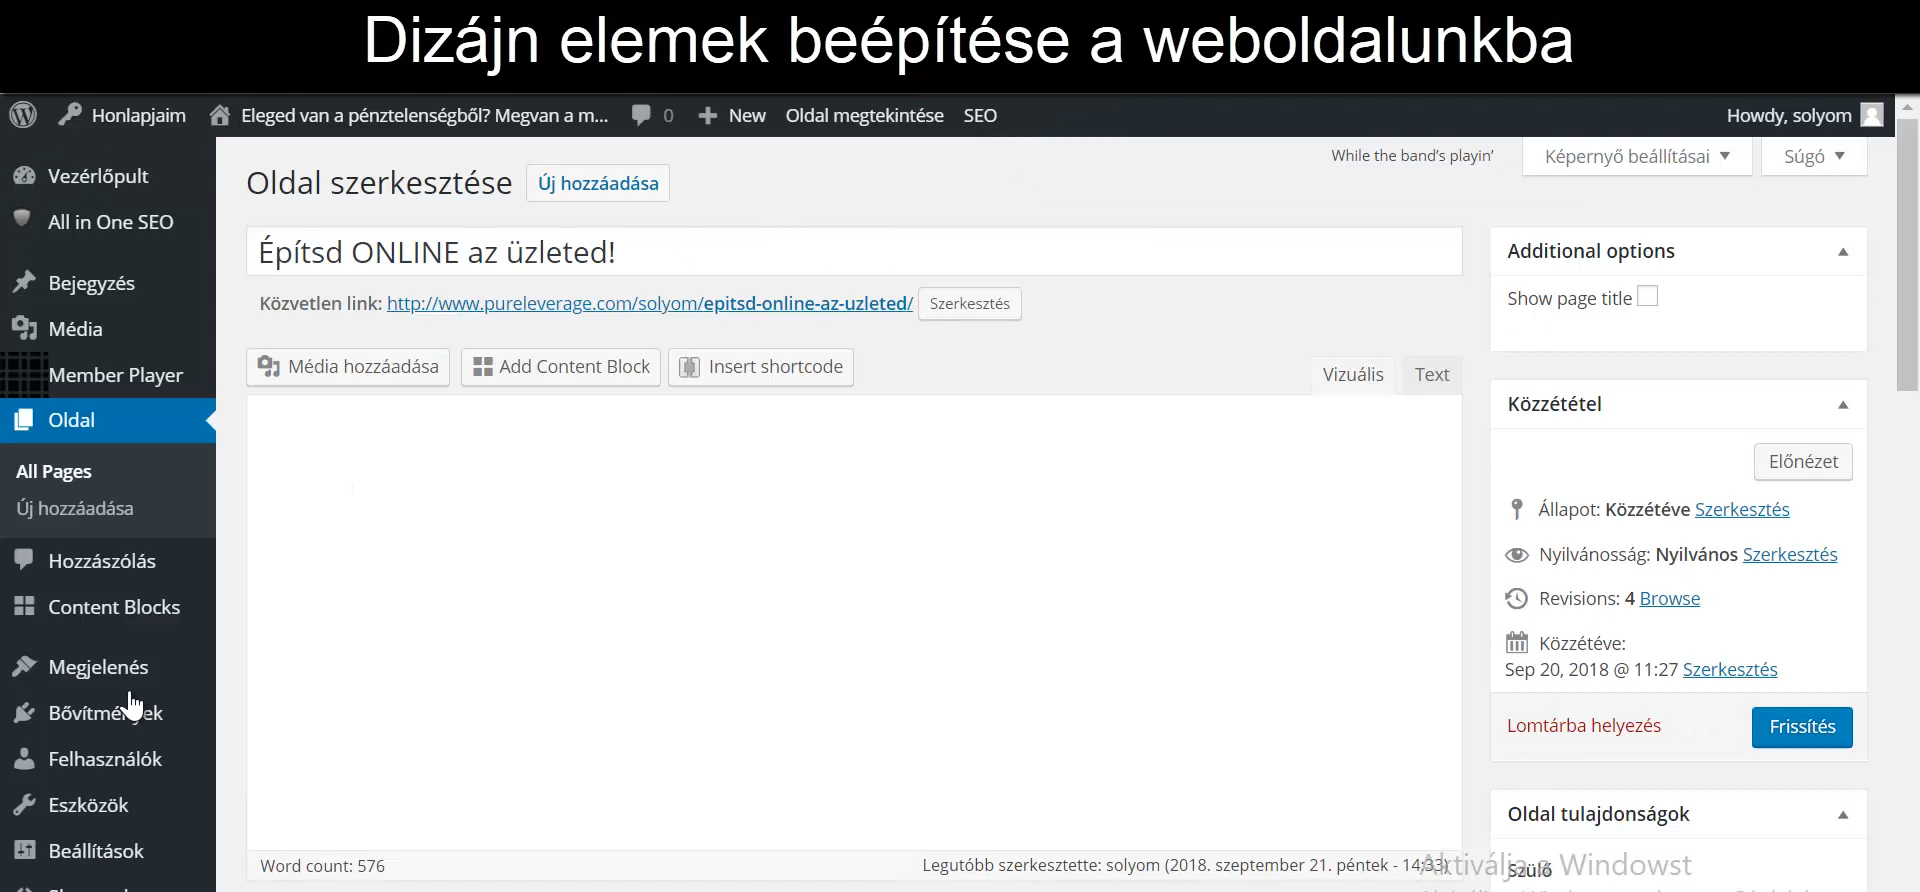 Dizájn elemek beépítése a weboldalunkba
Honlapjaim Eleged van a pénztelenségből? Megvan a m... 0 New Oldal megtekintése SEO Howdy, solyom
Vezérlőpult
All in One SEO
Bejegyzés
Média
Member Player
Oldal
All Pages
Új hozzáadása
Hozzászólás
Content Blocks
Megjelenés
Bővítmények
Felhasználók
Eszközök
Beállítások
While the band's playin' Képernyő beállításai Súgó
Oldal szerkesztése Új hozzáadása
Építsd ONLINE az üzleted!
Közvetlen link: http://www.pureleverage.com/solyom/epitsd-online-az-uzleted/ Szerkesztés
Média hozzáadása Add Content Block Insert shortcode Vizuális Text
Word count: 576 Legutóbb szerkesztette: solyom (2018. szeptember 21. péntek - 14:33)
Additional options
Show page title
Közzététel
Előnézet
Állapot: Közzétéve Szerkesztés
Nyilvánosság: Nyilvános Szerkesztés
Revisions: 4 Browse
Közzétéve:
Sep 20, 2018 @ 11:27 Szerkesztés
Lomtárba helyezés Frissítés
Oldal tulajdonságok
Szülő
Aktiválja a Windowst